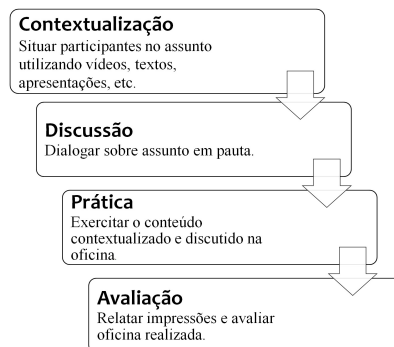 Contextualização
Situar participantes no assunto
utilizando vídeos, textos,
apresentações, etc.
Discussão
Dialogar sobre assunto em pauta.
Prática
Exercitar o conteúdo
contextualizado e discutido na
oficina.
Avaliação
Relatar impressões e avaliar
oficina realizada.